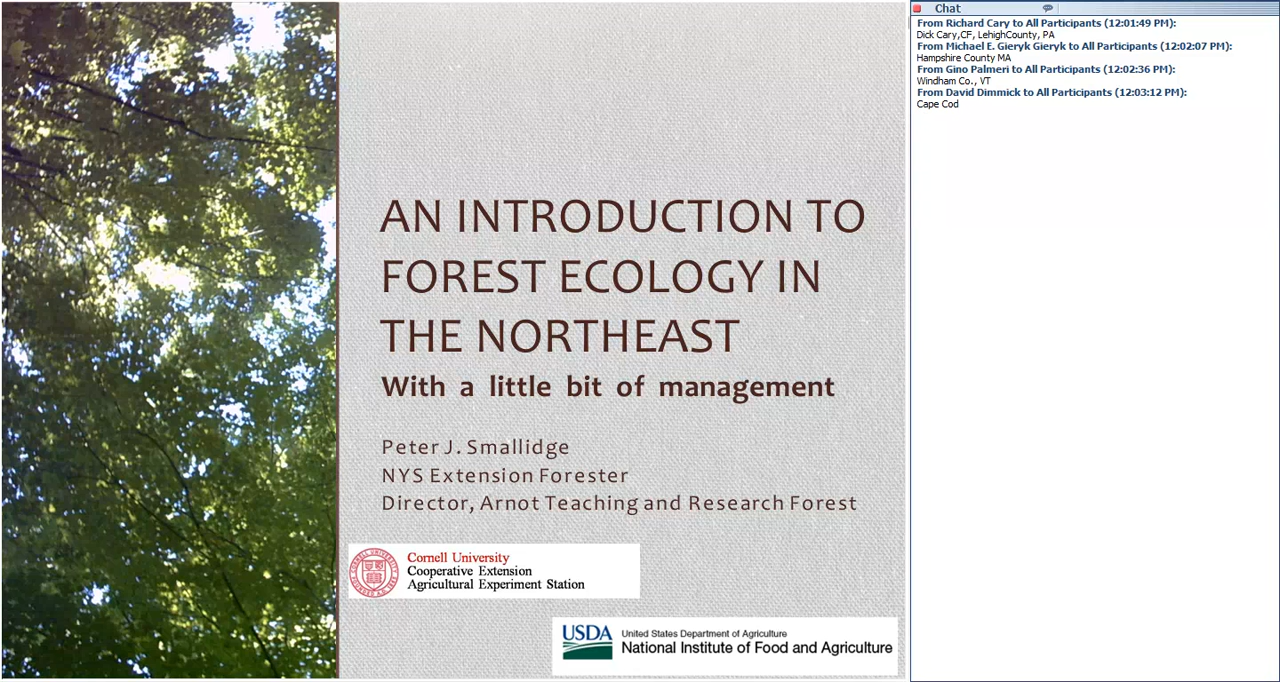 AN INTRODUCTION TO
FOREST ECOLOGY IN
THE NORTHEAST
With a little bit of management
Peter J. Smallidge
NYS Extension Forester
Director, Arnot Teaching and Research Forest
Cornell University
Cooperative Extension
Agricultural Experiment Station
USDA
United States Department of Agriculture
National Institute of Food and Agriculture
Chat
From Richard Cary to All Participants (12:01:49 PM):
Dick Cary,CF, LehighCounty, PA
From Michael E. Gieryk Gieryk to All Participants (12:02:07 PM):
Hampshire County MA
From Gino Palmeri to All Participants (12:02:36 PM):
Windham Co., VT
From David Dimmick to All Participants (12:03:12 PM):
Cape Cod